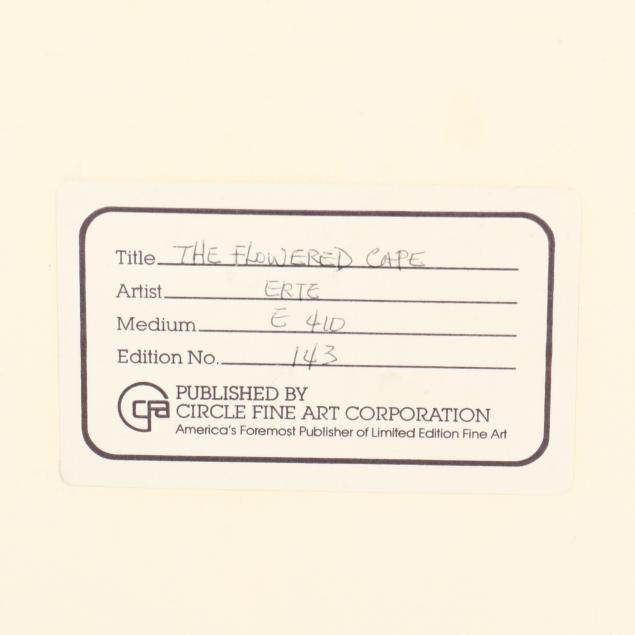 Title THE FLOWERED CAPE
Artist ERTE
Medium E 410
Edition No. 143
cfa
PUBLISHED BY
CIRCLE FINE ART CORPORATION
America's Foremost Publisher of Limited Edition Fine Art